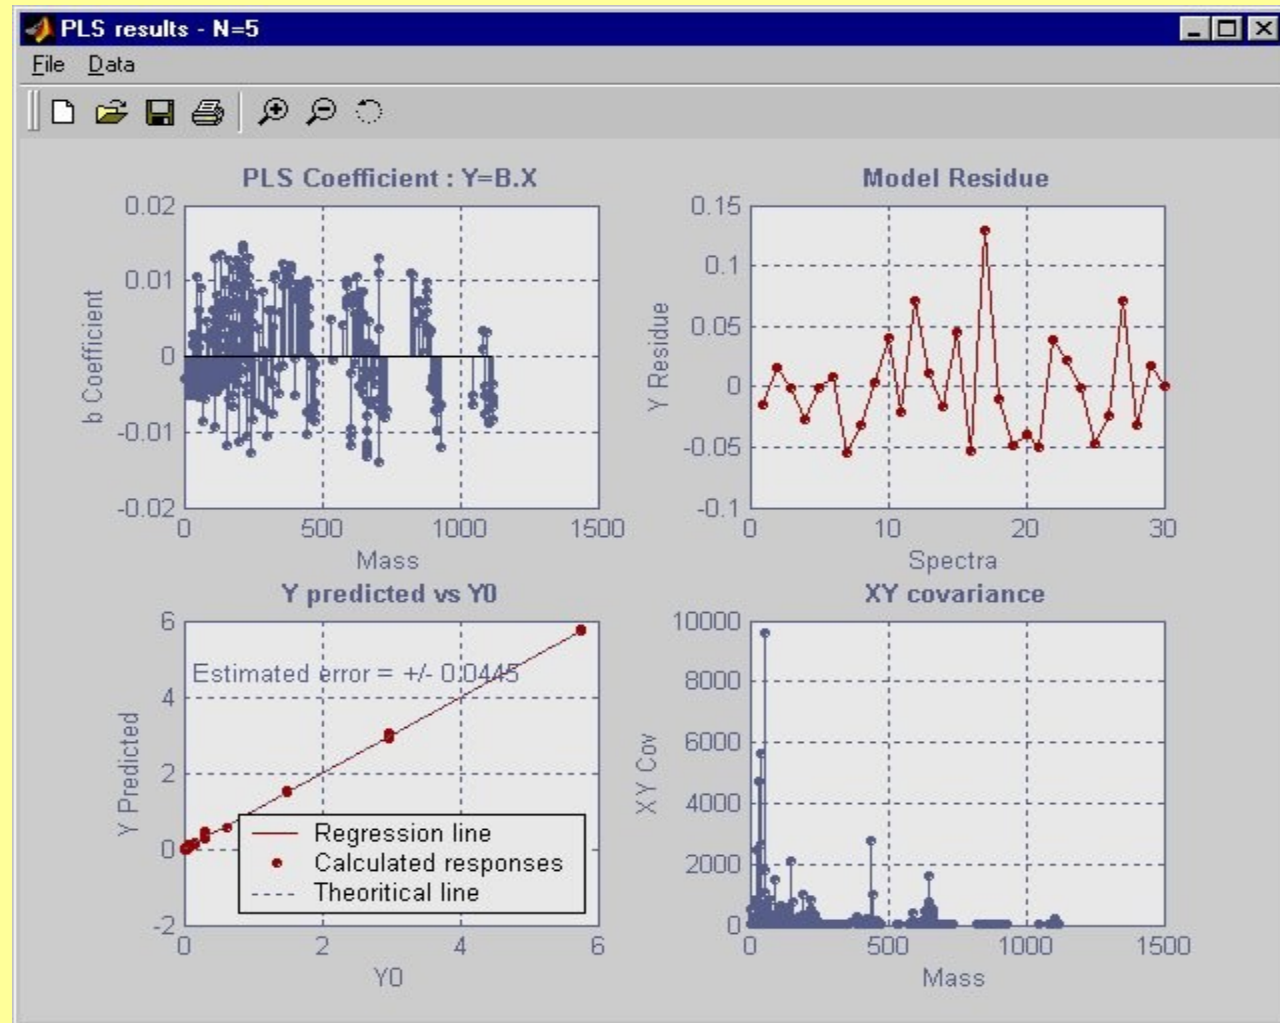 PLS results - N=5
File Data
PLS Coefficient : Y=B.X
0.02
0.01
0
-0.01
-0.02
b Coefficient
0 500 1000 1500
Mass
Model Residue
0.15
0.1
0.05
0
-0.05
-0.1
Y Residue
0 10 20 30
Spectra
Y predicted vs Y0
6
4
2
0
-2
Y Predicted
Estimated error = +/- 0.0445
Regression line
Calculated responses
Theoritical line
0 2 4 6
Y0
XY covariance
10000
8000
6000
4000
2000
0
XY Cov
0 500 1000 1500
Mass